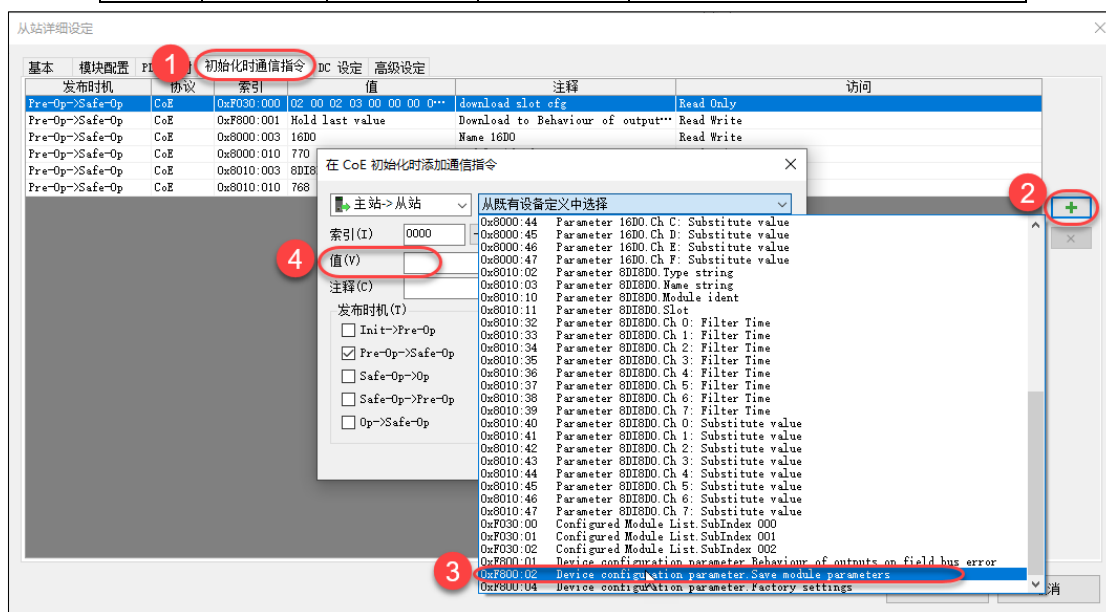 从站详细设定
基本 模块配置 初始化时通信指令 DC 设定 高级设定
1
发布时机 协议 索引 值 注释 访问
Pre-Op->Safe-Op CoE 0xF030:000 02 00 02 03 00 00 00 0… download slot cfg Read Only
Pre-Op->Safe-Op CoE 0xF800:001 Hold last value Download to Behaviour of output… Read Write
Pre-Op->Safe-Op CoE 0x8000:003 16DO Name 16DO Read Write
Pre-Op->Safe-Op CoE 0x8000:010 770
Pre-Op->Safe-Op CoE 0x8010:003 8DI8
Pre-Op->Safe-Op CoE 0x8010:010 768
2
在 CoE 初始化时添加通信指令
主站->从站 从既有设备定义中选择
索引(I) 0000
4
值(V)
注释(C)
发布时机(T)
Init->Pre-Op
Pre-Op->Safe-Op
Safe-Op->Op
Safe-Op->Pre-Op
Op->Safe-Op
0x8000:44 Parameter 16DO.Ch C: Substitute value
0x8000:45 Parameter 16DO.Ch D: Substitute value
0x8000:46 Parameter 16DO.Ch E: Substitute value
0x8000:47 Parameter 16DO.Ch F: Substitute value
0x8010:02 Parameter 8DI8DO.Type string
0x8010:03 Parameter 8DI8DO.Name string
0x8010:10 Parameter 8DI8DO.Module ident
0x8010:11 Parameter 8DI8DO.Slot
0x8010:32 Parameter 8DI8DO.Ch 0: Filter Time
0x8010:33 Parameter 8DI8DO.Ch 1: Filter Time
0x8010:34 Parameter 8DI8DO.Ch 2: Filter Time
0x8010:35 Parameter 8DI8DO.Ch 3: Filter Time
0x8010:36 Parameter 8DI8DO.Ch 4: Filter Time
0x8010:37 Parameter 8DI8DO.Ch 5: Filter Time
0x8010:38 Parameter 8DI8DO.Ch 6: Filter Time
0x8010:39 Parameter 8DI8DO.Ch 7: Filter Time
0x8010:40 Parameter 8DI8DO.Ch 0: Substitute value
0x8010:41 Parameter 8DI8DO.Ch 1: Substitute value
0x8010:42 Parameter 8DI8DO.Ch 2: Substitute value
0x8010:43 Parameter 8DI8DO.Ch 3: Substitute value
0x8010:44 Parameter 8DI8DO.Ch 4: Substitute value
0x8010:45 Parameter 8DI8DO.Ch 5: Substitute value
0x8010:46 Parameter 8DI8DO.Ch 6: Substitute value
0x8010:47 Parameter 8DI8DO.Ch 7: Substitute value
0xF030:00 Configured Module List.SubIndex 000
0xF030:01 Configured Module List.SubIndex 001
0xF030:02 Configured Module List.SubIndex 002
0xF800:01 Device configuration parameter.Behaviour of outputs on field bus error
3
0xF800:02 Device configuration parameter.Save module parameters
0xF800:04 Device configuration parameter.Factory settings
消